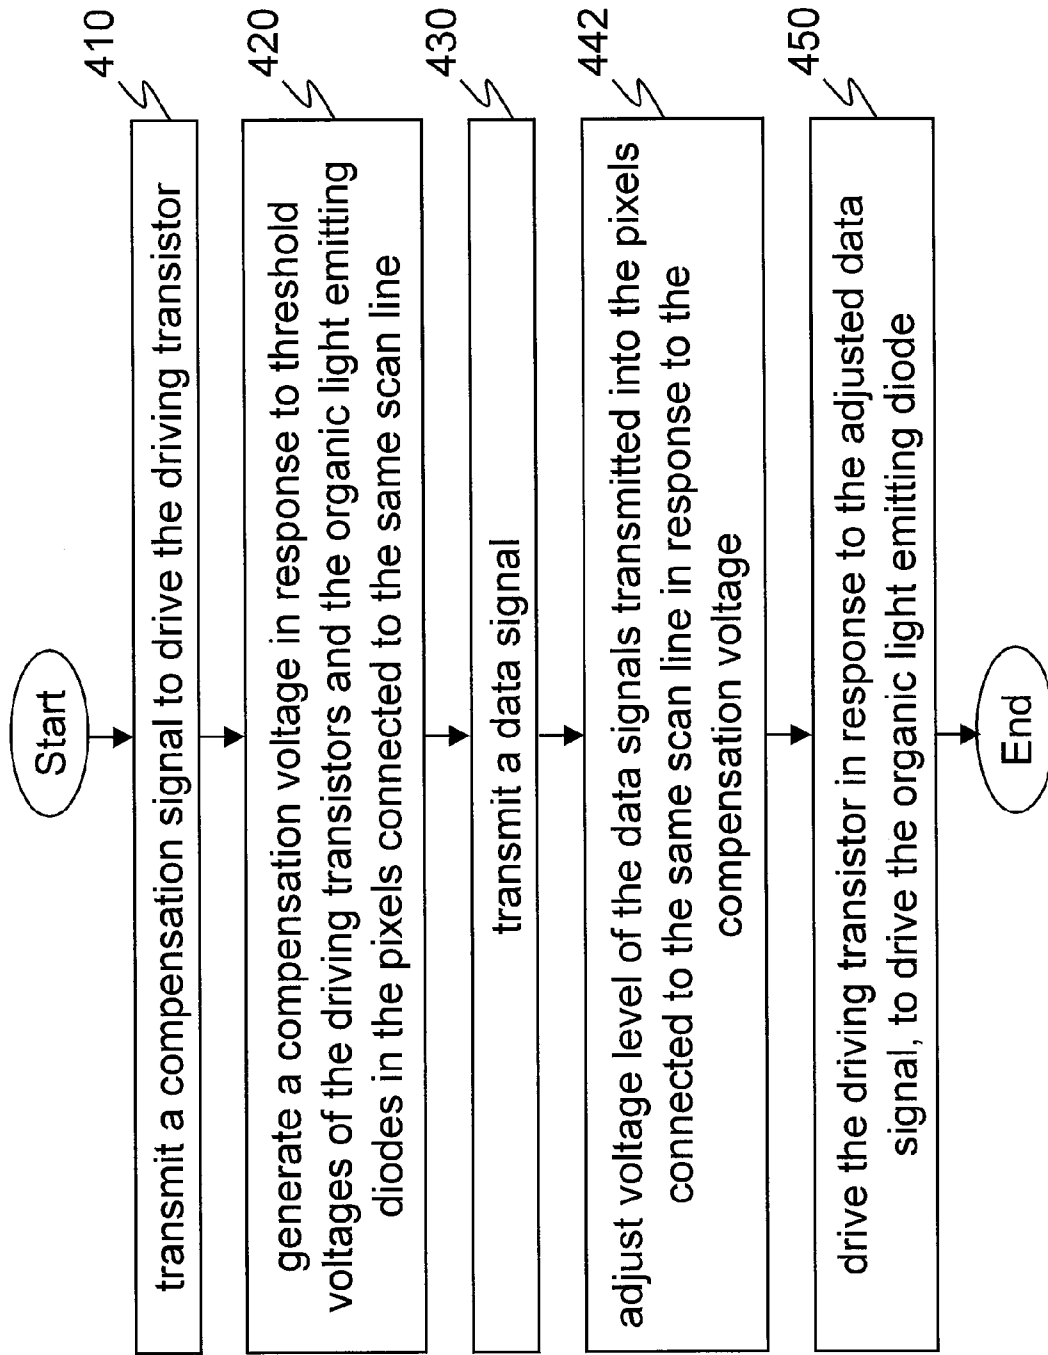 Start
410
transmit a compensation signal to drive the driving transistor
420
generate a compensation voltage in response to threshold
voltages of the driving transistors and the organic light emitting
diodes in the pixels connected to the same scan line
430
transmit a data signal
442
adjust voltage level of the data signals transmitted into the pixels
connected to the same scan line in response to the
compensation voltage
450
drive the driving transistor in response to the adjusted data
signal, to drive the organic light emitting diode
End